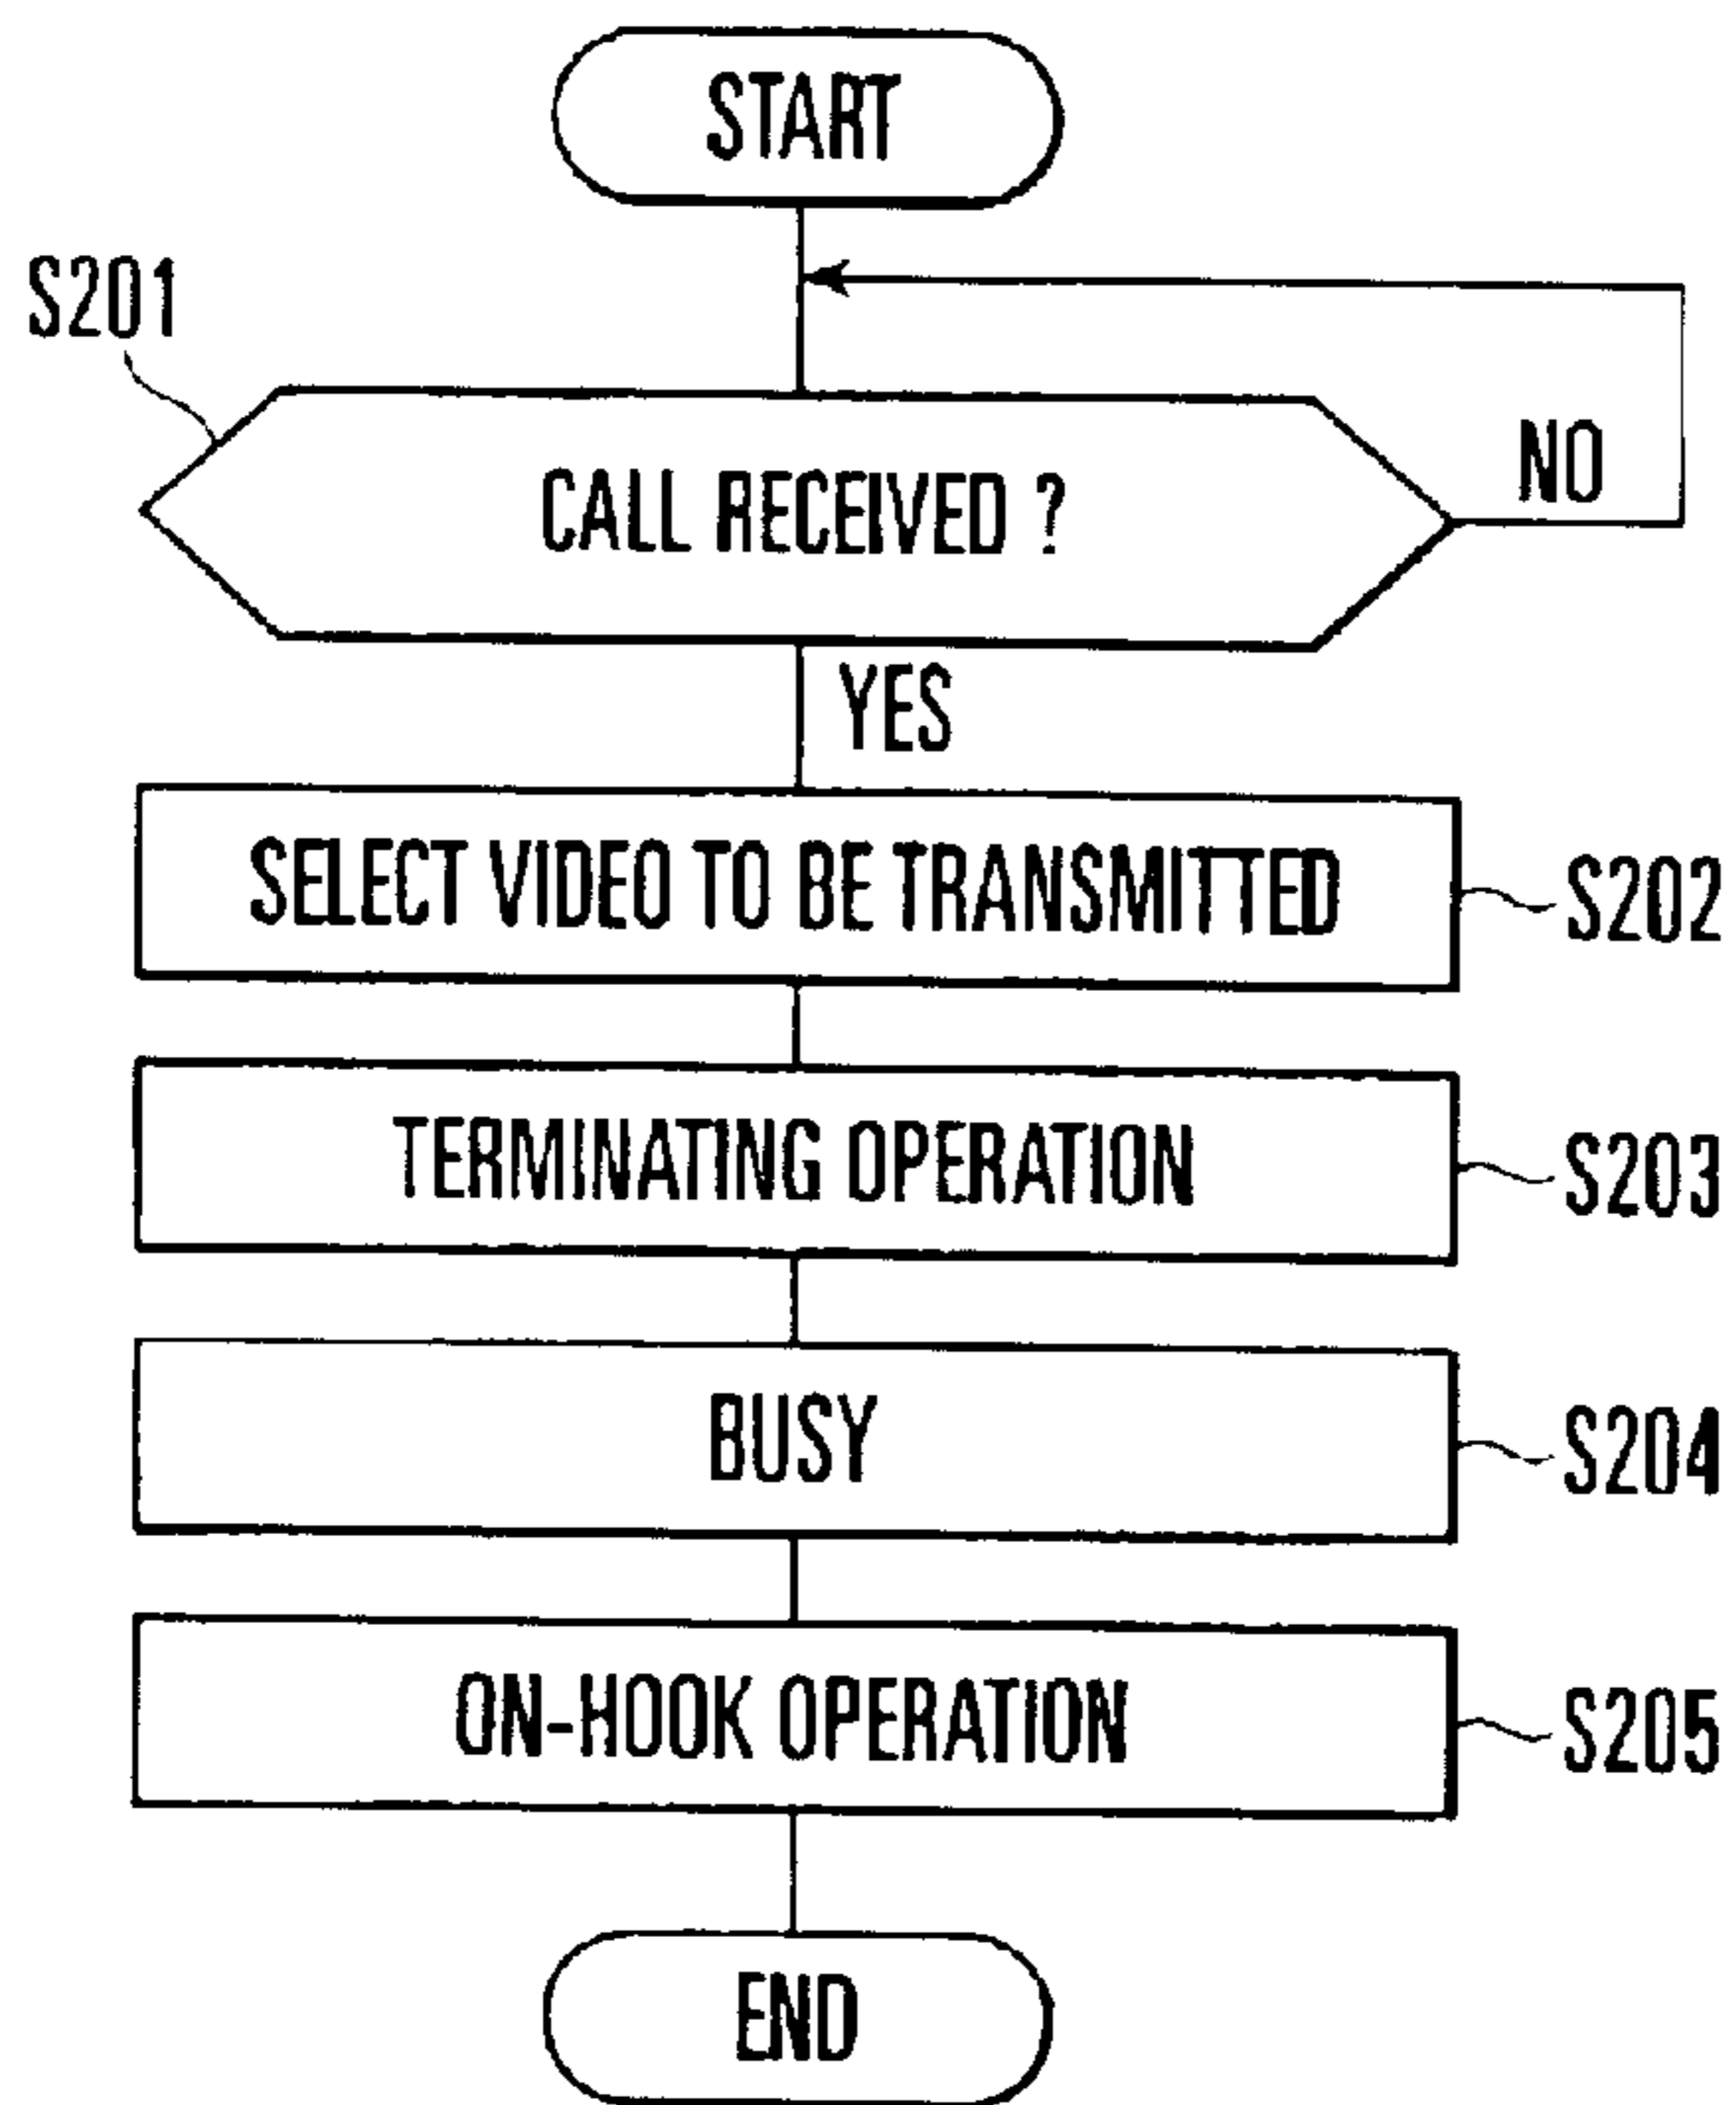 START
S201
CALL RECEIVED ?
NO
YES
SELECT VIDEO TO BE TRANSMITTED
S202
TERMINATING OPERATION
S203
BUSY
S204
ON-HOOK OPERATION
S205
END